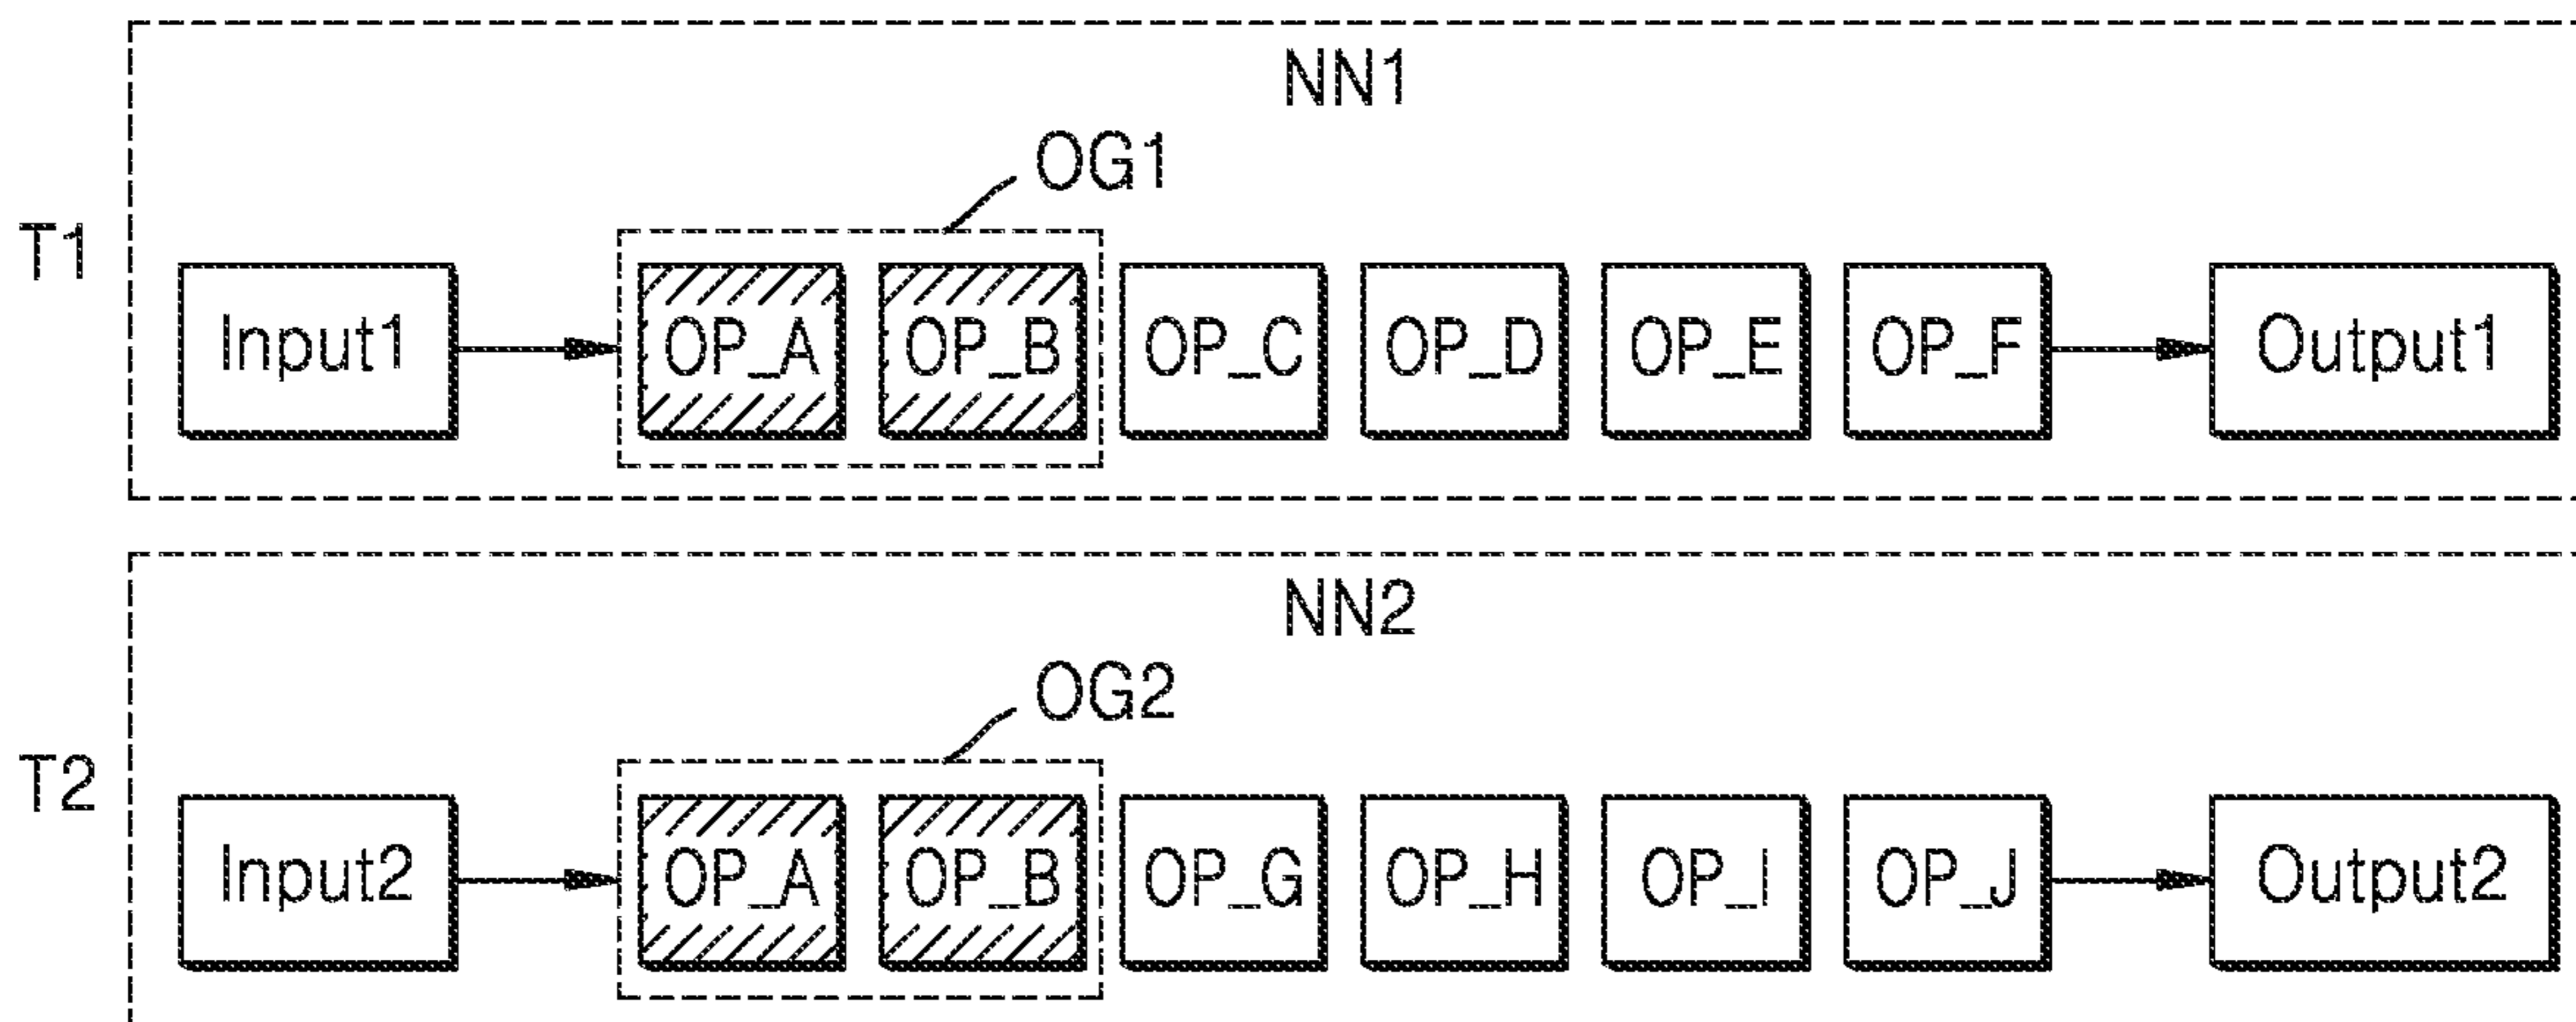 NN1
OG1
T1
Input1 OP_A OP_B OP_C OP_D OP_E OP_F Output1
NN2
OG2
T2
Input2 OP_A OP_B OP_G OP_H OP_I OP_J Output2